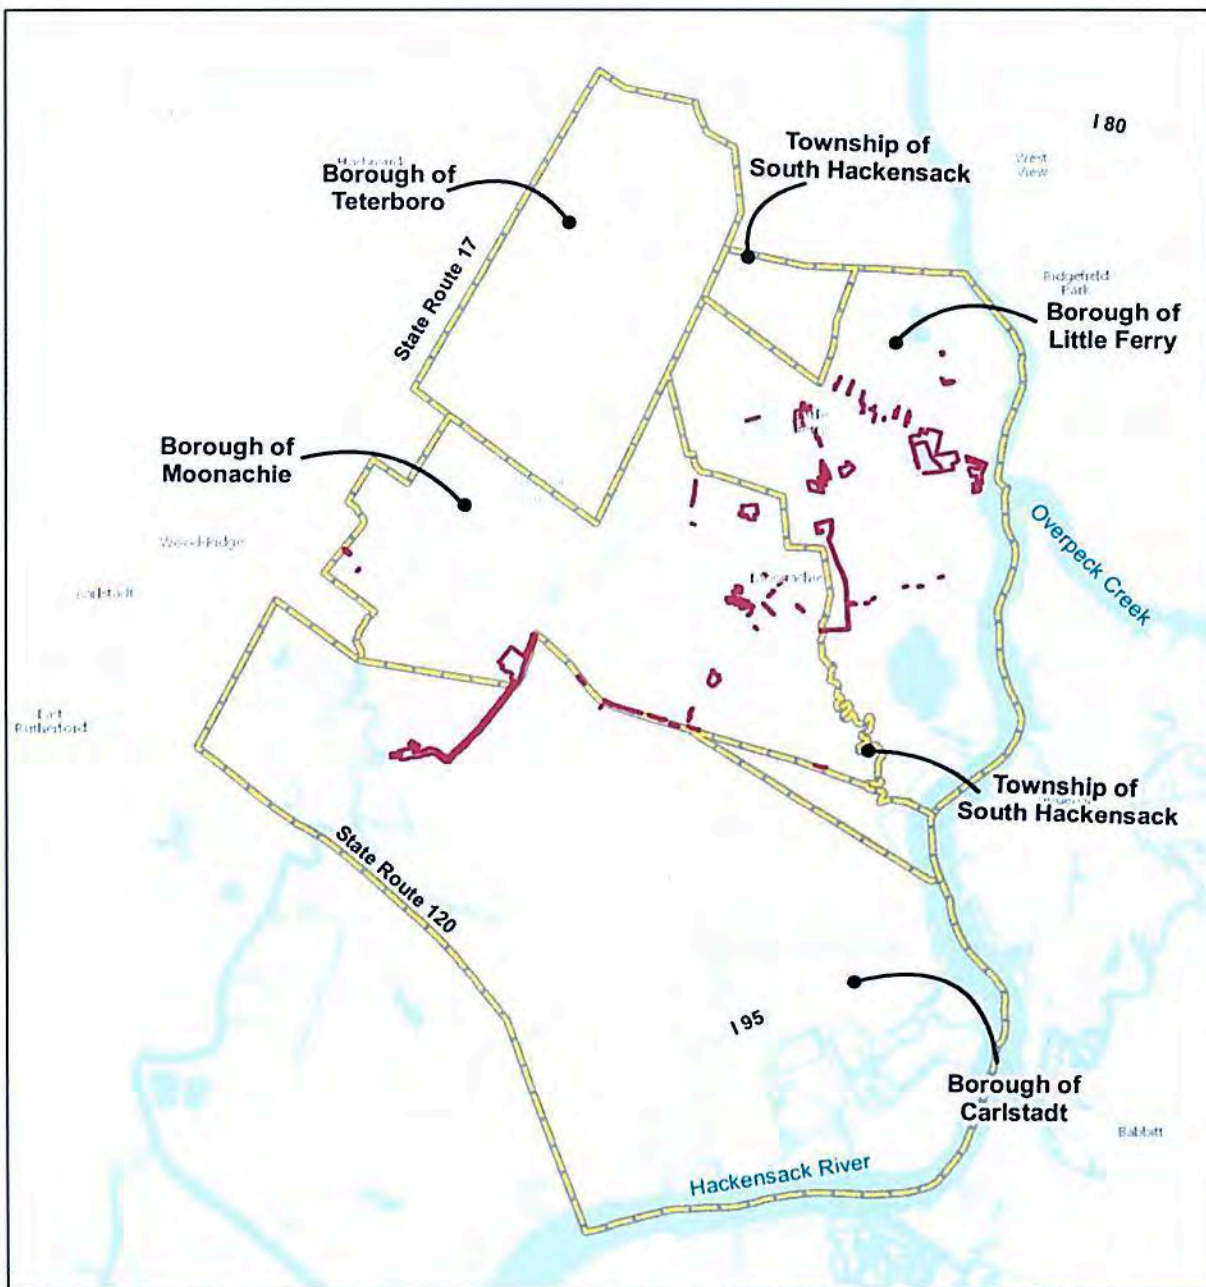 I 80
Township of
South Hackensack
West
View
Borough of
Teterboro
State Route 17
Ridgefield
Park
Borough of
Little Ferry
Borough of
Moonachie
Overpeck Creek
Wood-Ridge
Carlstadt
Moonachie
East
Rutherford
Township of
South Hackensack
State Route 120
I 95
Borough of
Carlstadt
Babbitt
Hackensack River